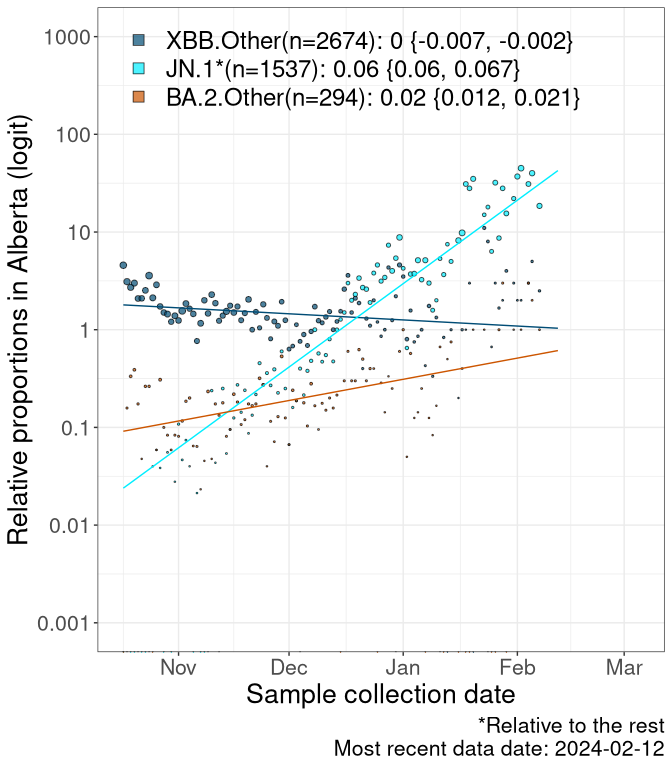 XBB.Other(n=2674): 0 {-0.007, -0.002}
JN.1*(n=1537): 0.06 {0.06, 0.067}
BA.2.Other(n=294): 0.02 {0.012, 0.021}
Relative proportions in Alberta (logit)
1000
100
10
1
0.1
0.01
0.001
Nov Dec Jan Feb Mar
Sample collection date
*Relative to the rest
Most recent data date: 2024-02-12